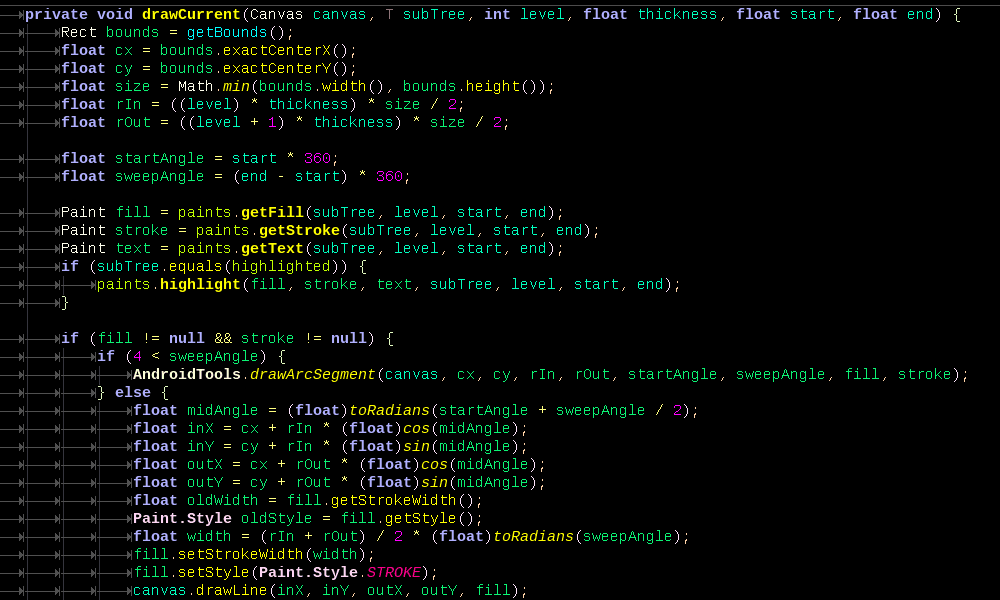 private void drawCurrent(Canvas canvas, T subTree, int level, float thickness, float start, float end) {
Rect bounds = getBounds();
float cx = bounds.exactCenterX();
float cy = bounds.exactCenterY();
float size = Math.min(bounds.width(), bounds.height());
float rIn = ((level) * thickness) * size / 2;
float rOut = ((level + 1) * thickness) * size / 2;
float startAngle = start * 360;
float sweepAngle = (end - start) * 360;
Paint fill = paints.getFill(subTree, level, start, end);
Paint stroke = paints.getStroke(subTree, level, start, end);
Paint text = paints.getText(subTree, level, start, end);
if (subTree.equals(highlighted)) {
paints.highlight(fill, stroke, text, subTree, level, start, end);
}
if (fill != null && stroke != null) {
if (4 < sweepAngle) {
AndroidTools.drawArcSegment(canvas, cx, cy, rIn, rOut, startAngle, sweepAngle, fill, stroke);
} else {
float midAngle = (float)toRadians(startAngle + sweepAngle / 2);
float inX = cx + rIn * (float)cos(midAngle);
float inY = cy + rIn * (float)sin(midAngle);
float outX = cx + rOut * (float)cos(midAngle);
float outY = cy + rOut * (float)sin(midAngle);
float oldWidth = fill.getStrokeWidth();
Paint.Style oldStyle = fill.getStyle();
float width = (rIn + rOut) / 2 * (float)toRadians(sweepAngle);
fill.setStrokeWidth(width);
fill.setStyle(Paint.Style.STROKE);
canvas.drawLine(inX, inY, outX, outY, fill);